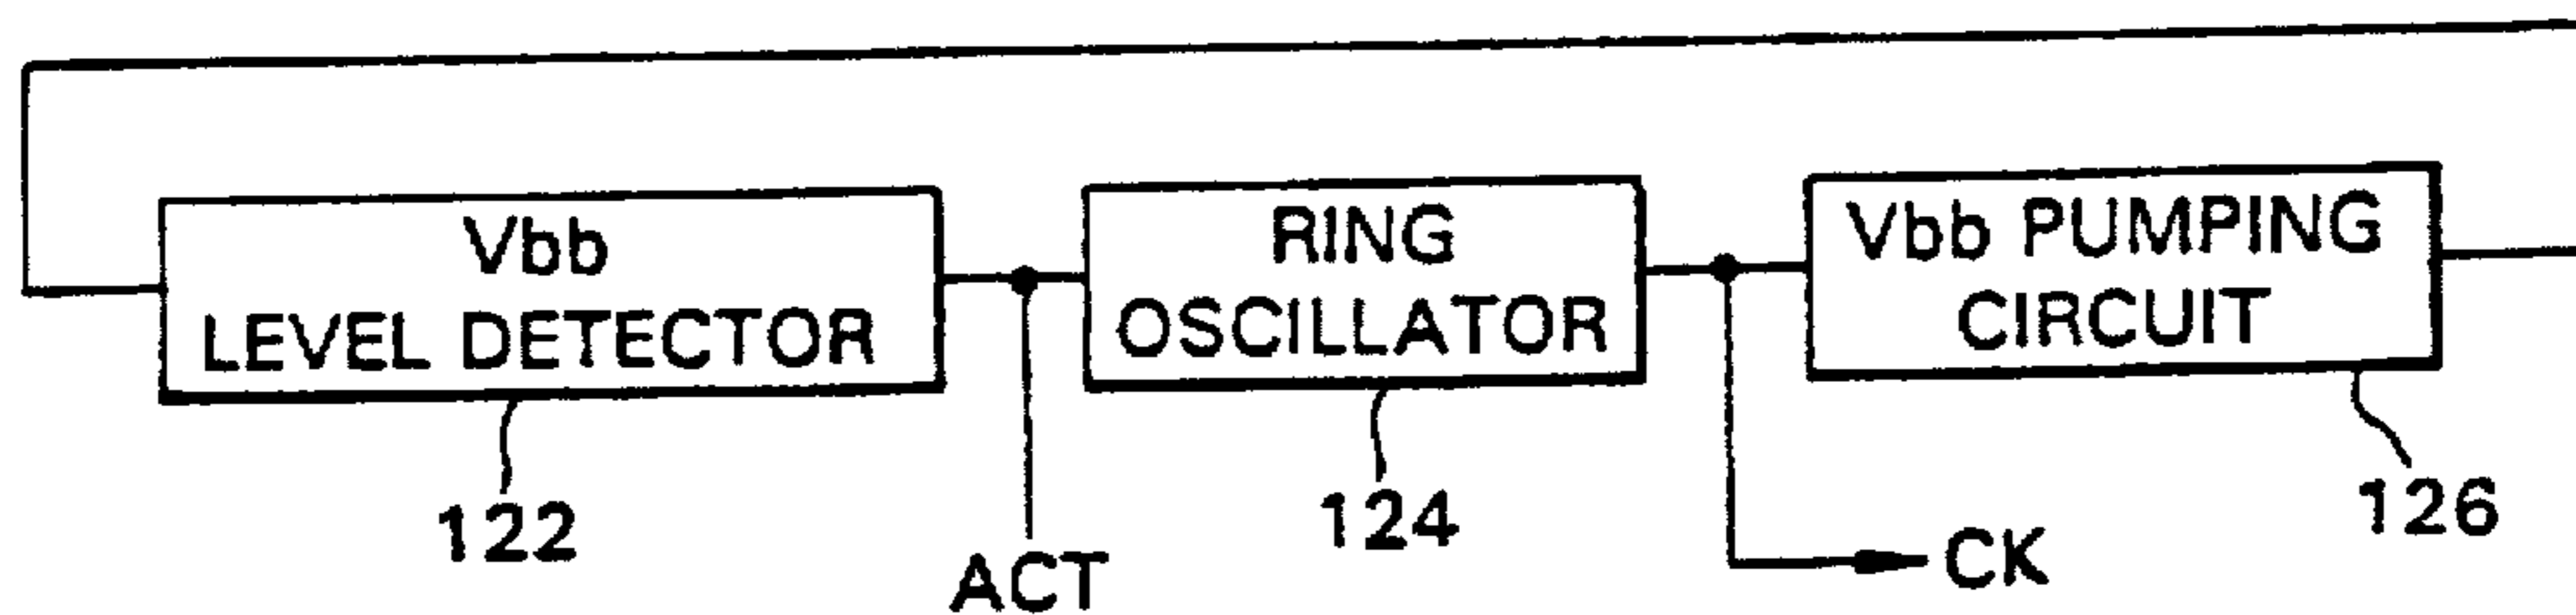 Vbb
LEVEL DETECTOR
RING
OSCILLATOR
Vbb PUMPING
CIRCUIT
122
124
126
ACT
CK